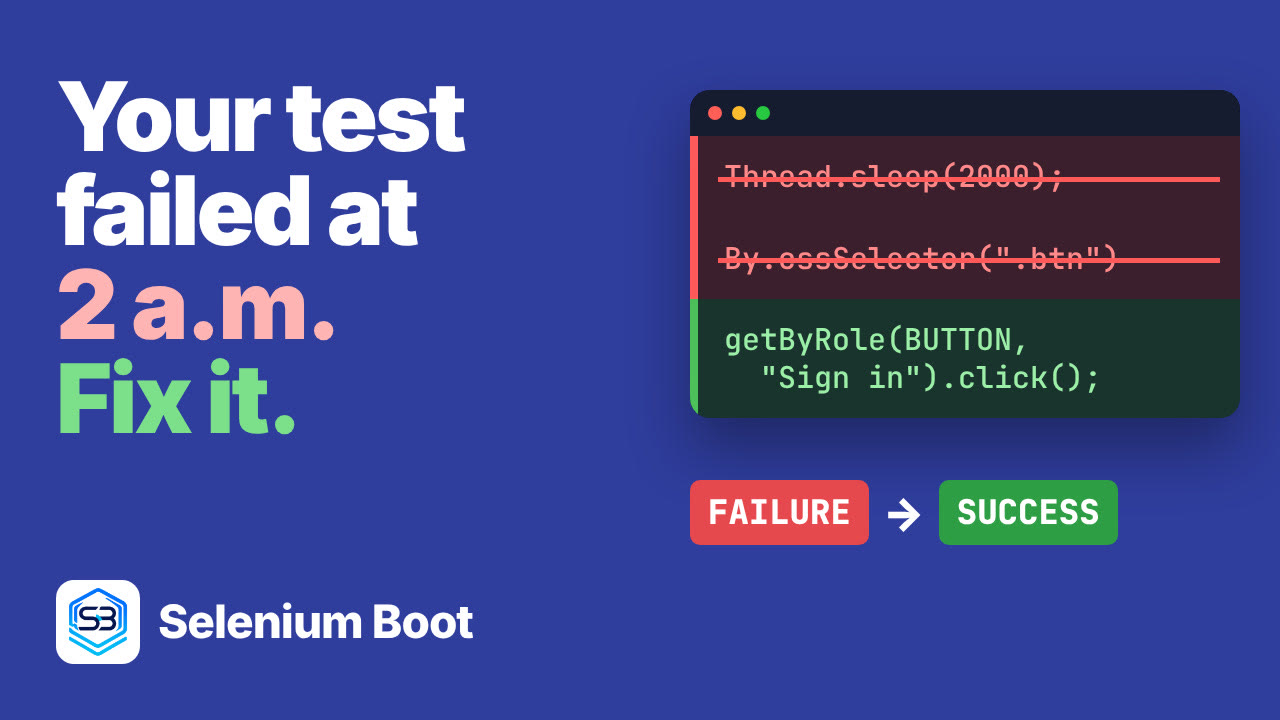 Your test
failed at
2 a.m.
Fix it.
Thread.sleep(2000);
By.cssSelector(".btn")
getByRole(BUTTON,
"Sign in").click();
FAILURE → SUCCESS
SB
Selenium Boot